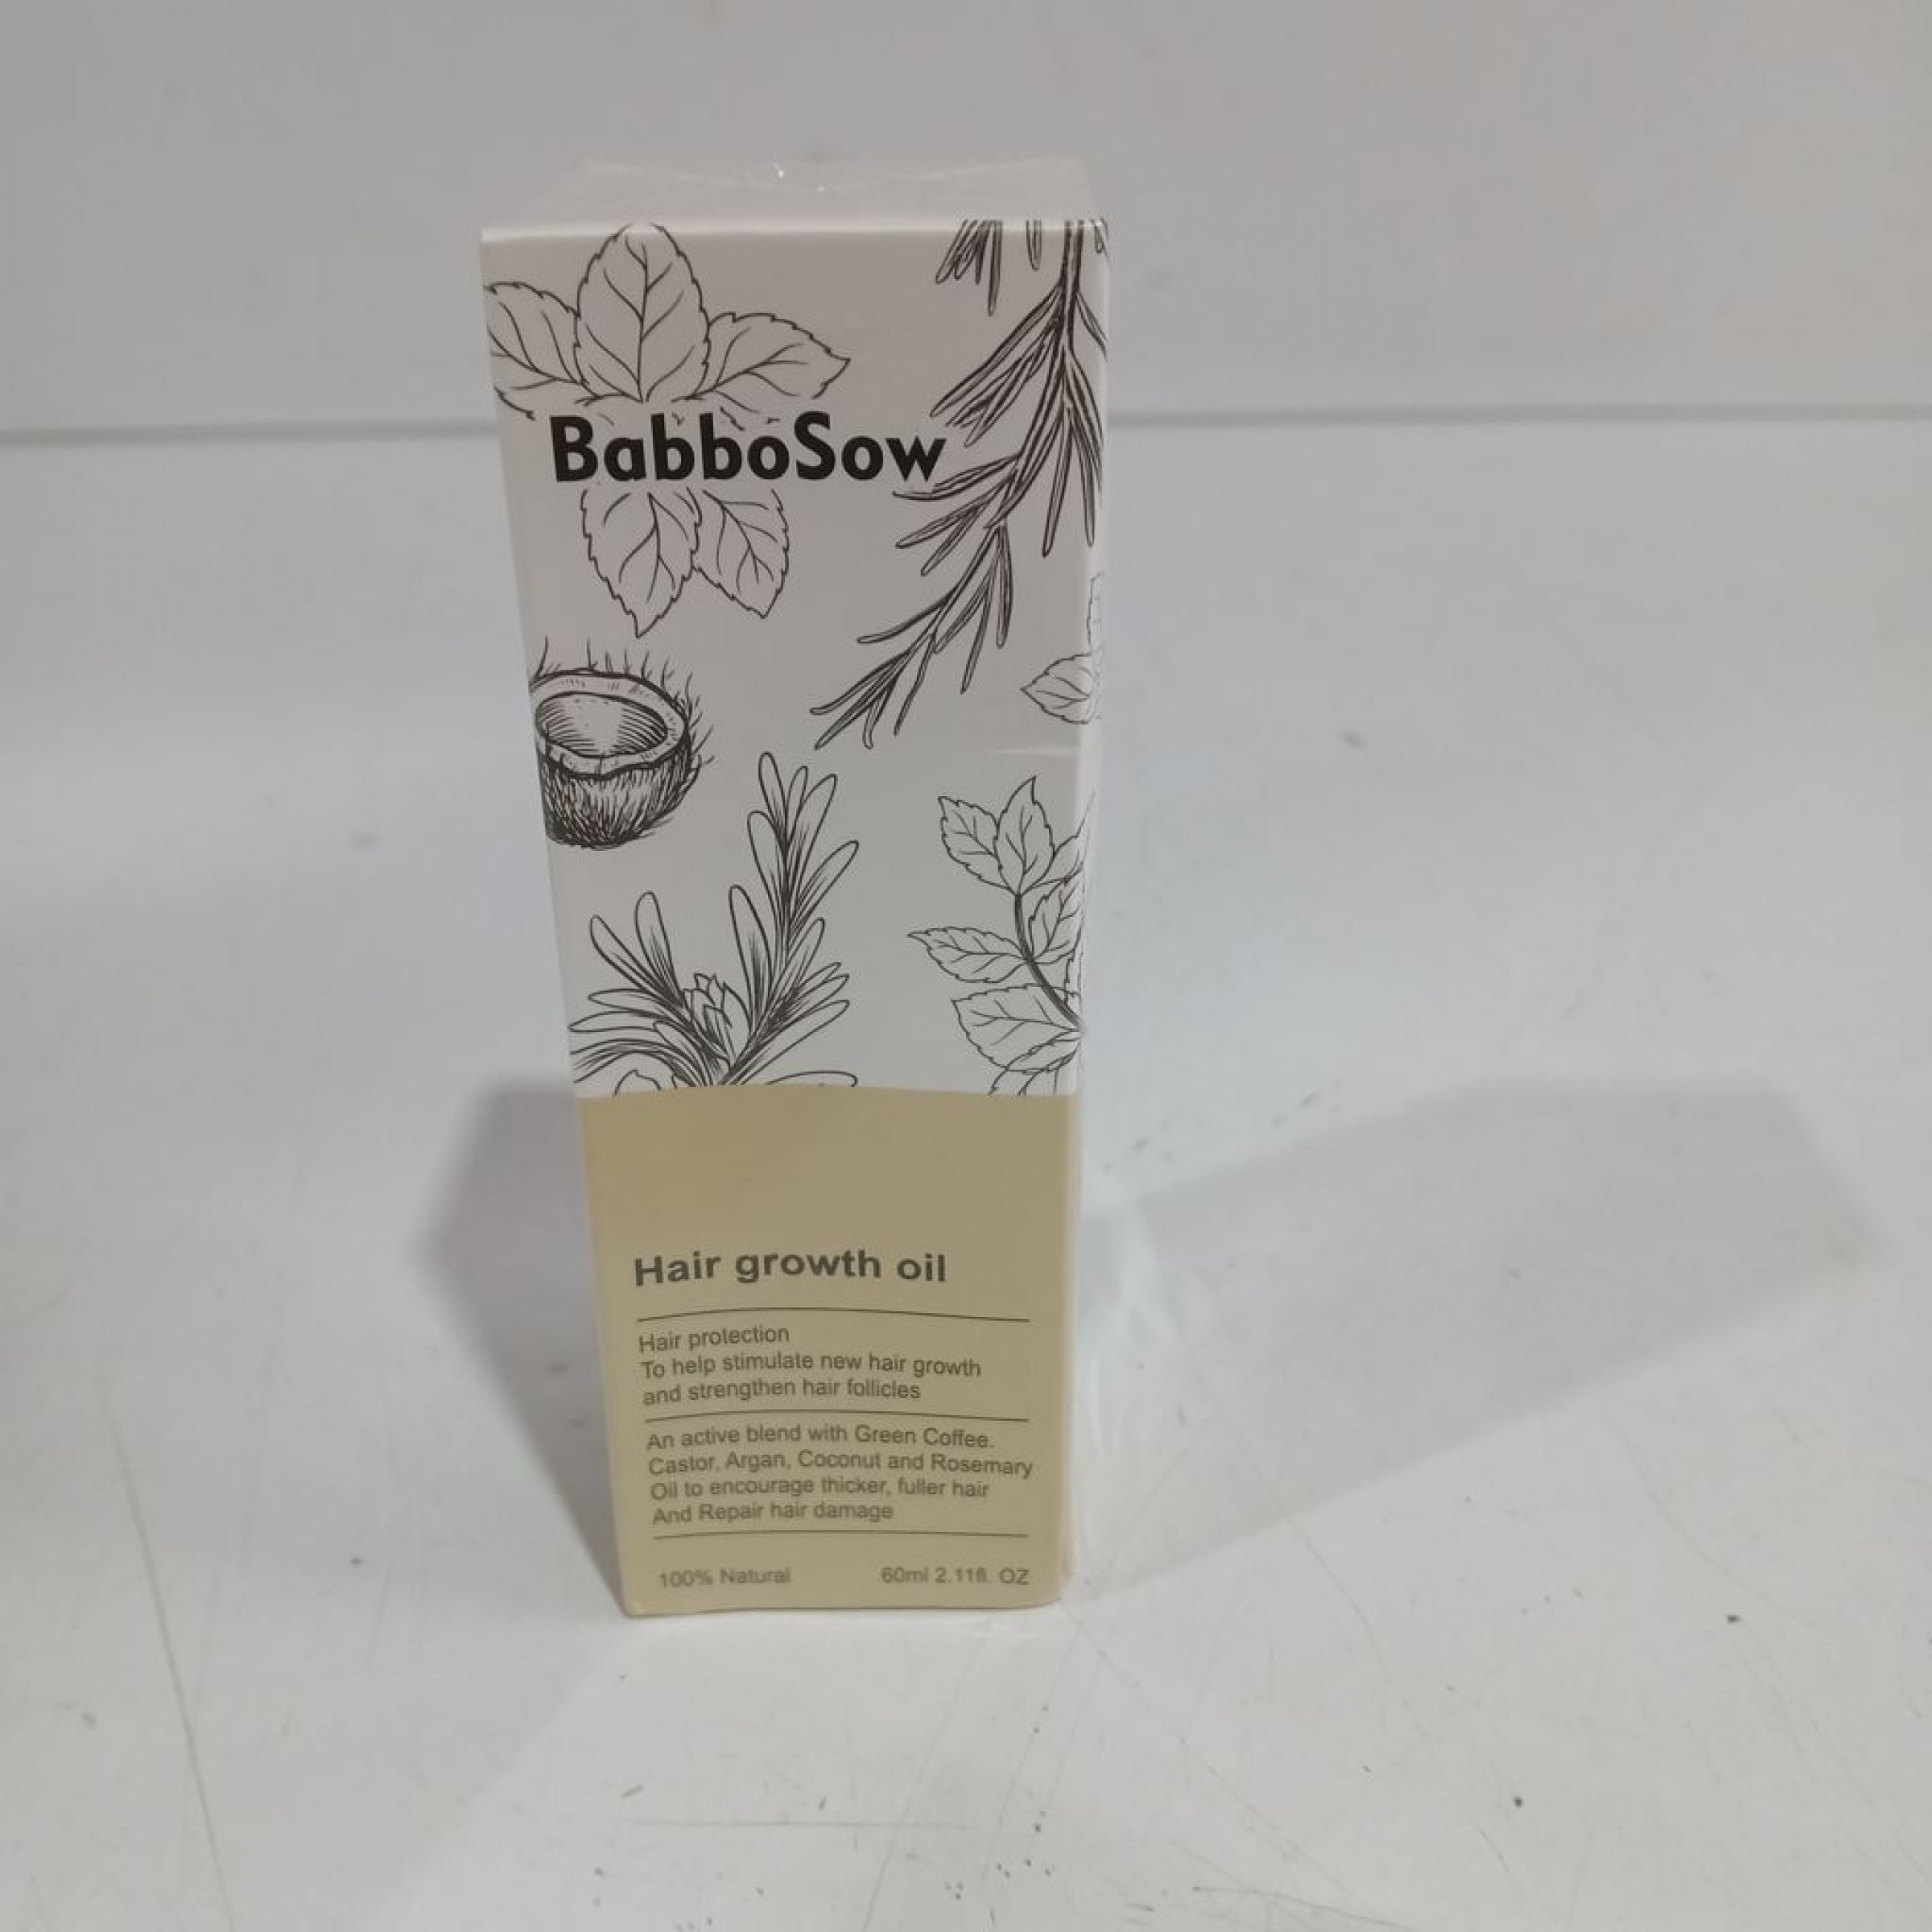 BabboSow
Hair growth oil
Hair protection
To help stimulate new hair growth
and strengthen hair follicles
An active blend with Green Coffee.
Castor, Argan, Coconut and Rosemary
Oil to encourage thicker, fuller hair
And Repair hair damage
100% Natural 60ml 2.11fl. OZ